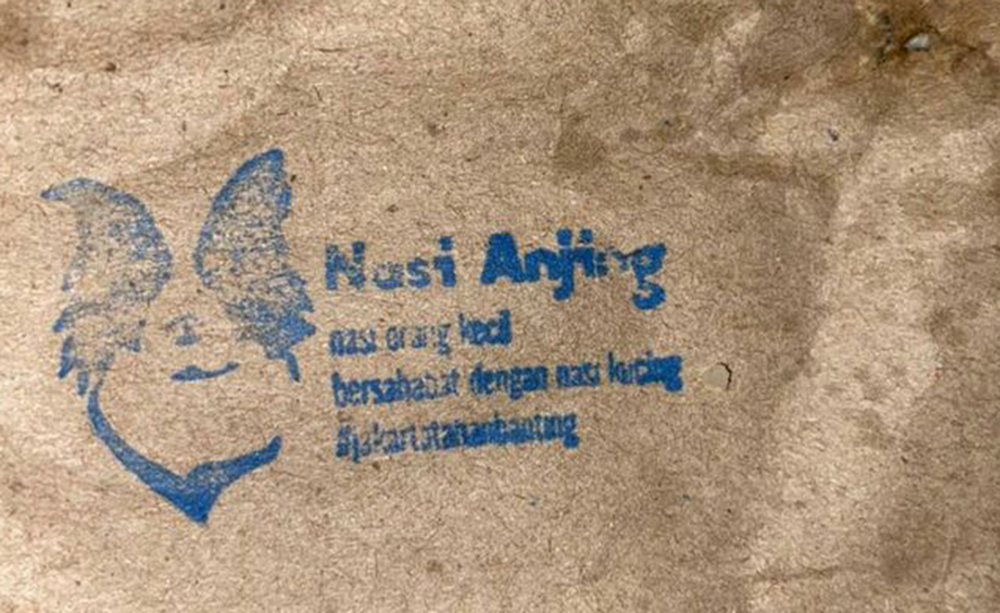 Nasi Anjing
nasi orang kecil
bersahabat dengan nasi kucing
#jakartatahanbanting